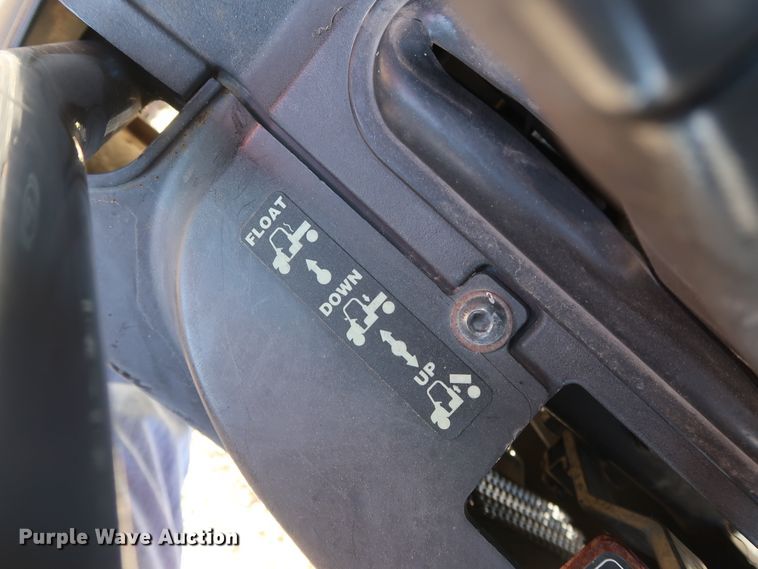 FLOAT
DOWN
UP
Purple Wave Auction